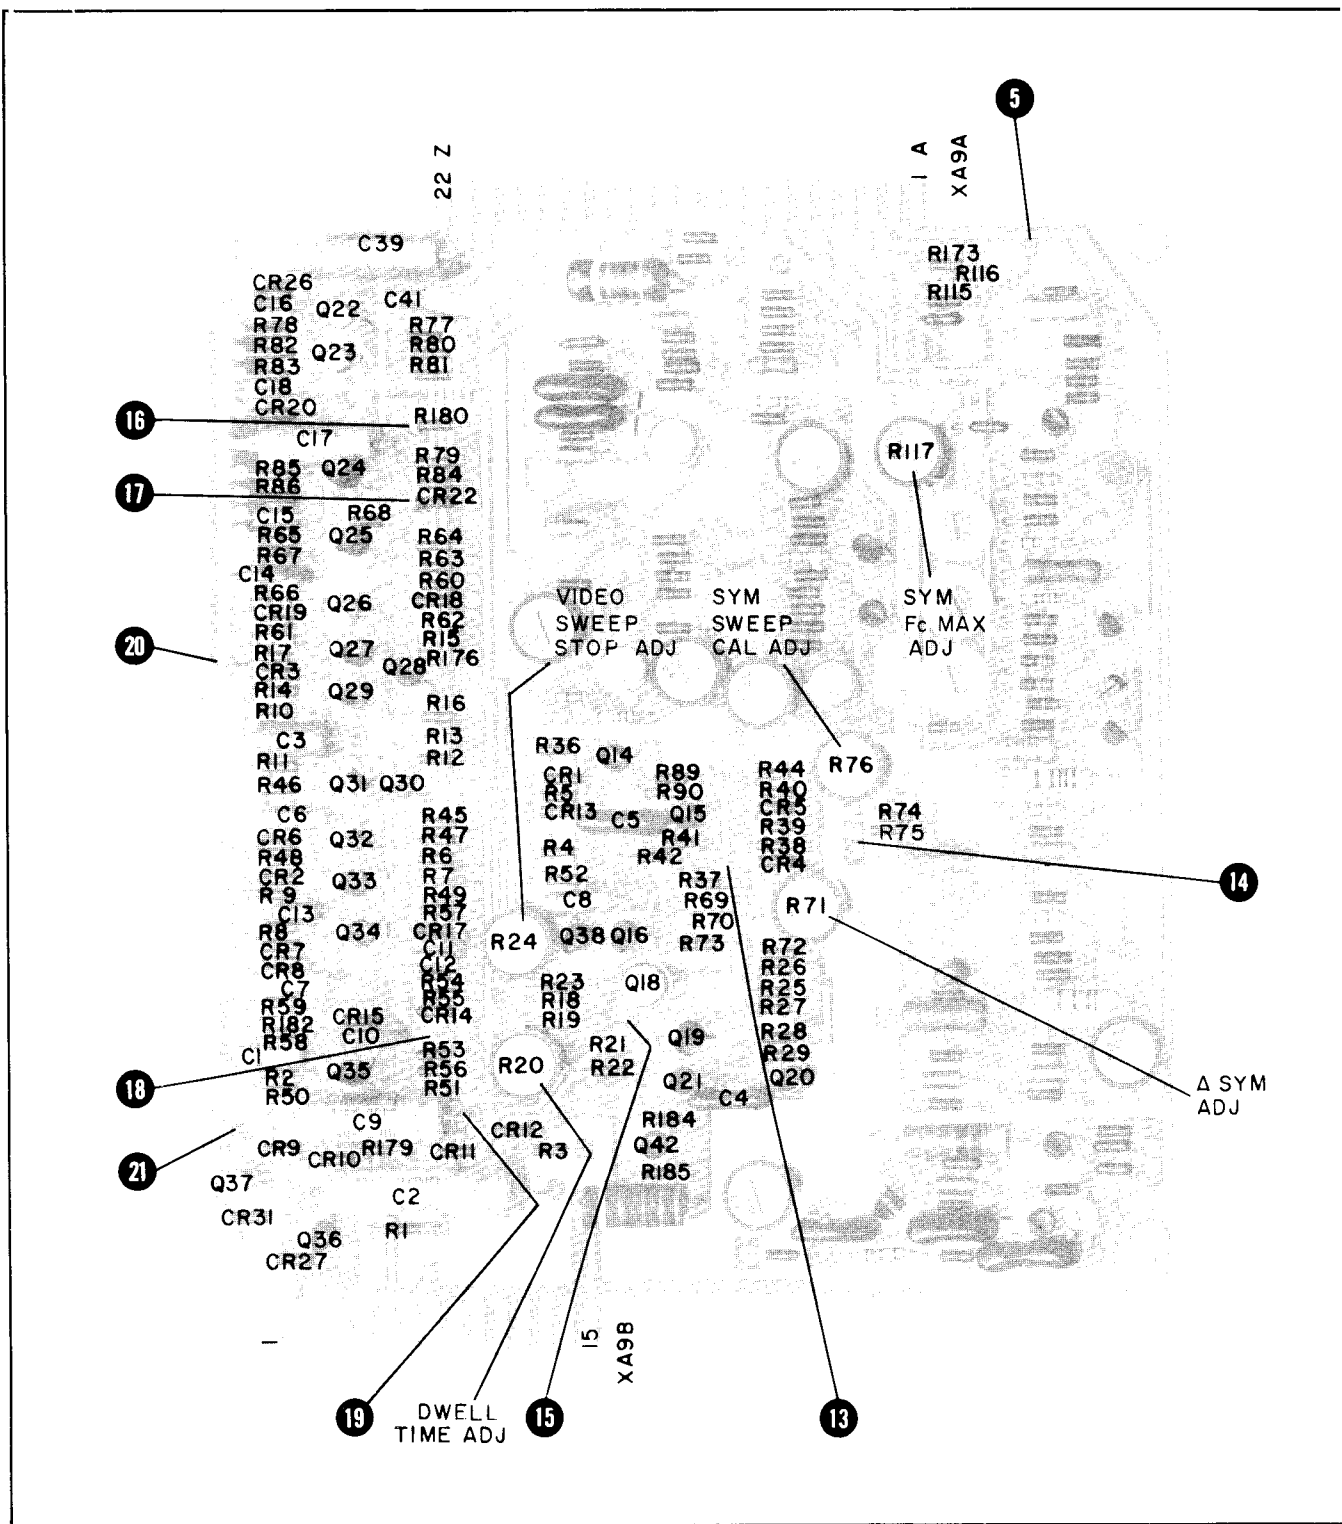 5
22 Z
1 A
XA9A
C39
R173
R116
R115
CR26
C16
Q22
C41
R78
R77
R82
Q23
R80
R83
R81
C18
CR20
16
R180
C17
R79
R117
R85
Q24
R84
R86
17
CR22
C15
R68
R65
Q25
R64
R67
R63
C14
R60
R66
Q26
CR18
CR19
R62
R61
R15
R17
Q27
R176
20
CR3
Q28
R14
Q29
R10
R16
VIDEO
SWEEP
STOP ADJ
SYM
SWEEP
CAL ADJ
SYM
Fc MAX
ADJ
C3
R13
R11
R12
R46
Q31
Q30
R36
Q14
CR1
R89
R5
R90
CR13
C5
Q15
R41
R4
R42
R52
R37
C8
R69
R70
Q38
Q16
R73
R44
R76
R40
CR5
R39
R38
CR4
R74
R75
14
R71
C6
R45
CR6
Q32
R47
R48
R6
CR2
Q33
R7
R9
R49
C13
R57
R8
Q34
CR17
CR7
C11
CR8
C12
C7
R54
R59
R55
R182
CR15
CR14
R58
C10
C1
R53
18
R2
Q35
R56
R50
R51
R24
R23
Q18
R18
R19
R21
Q19
R20
R22
Q21
C4
R72
R26
R25
R27
R28
R29
Q20
Δ SYM
ADJ
C9
R184
21
CR9
CR10
R179
CR11
CR12
R3
Q42
R185
Q37
C2
CR31
R1
Q36
CR27
1
15
XA9B
19
DWELL
TIME ADJ
15
13